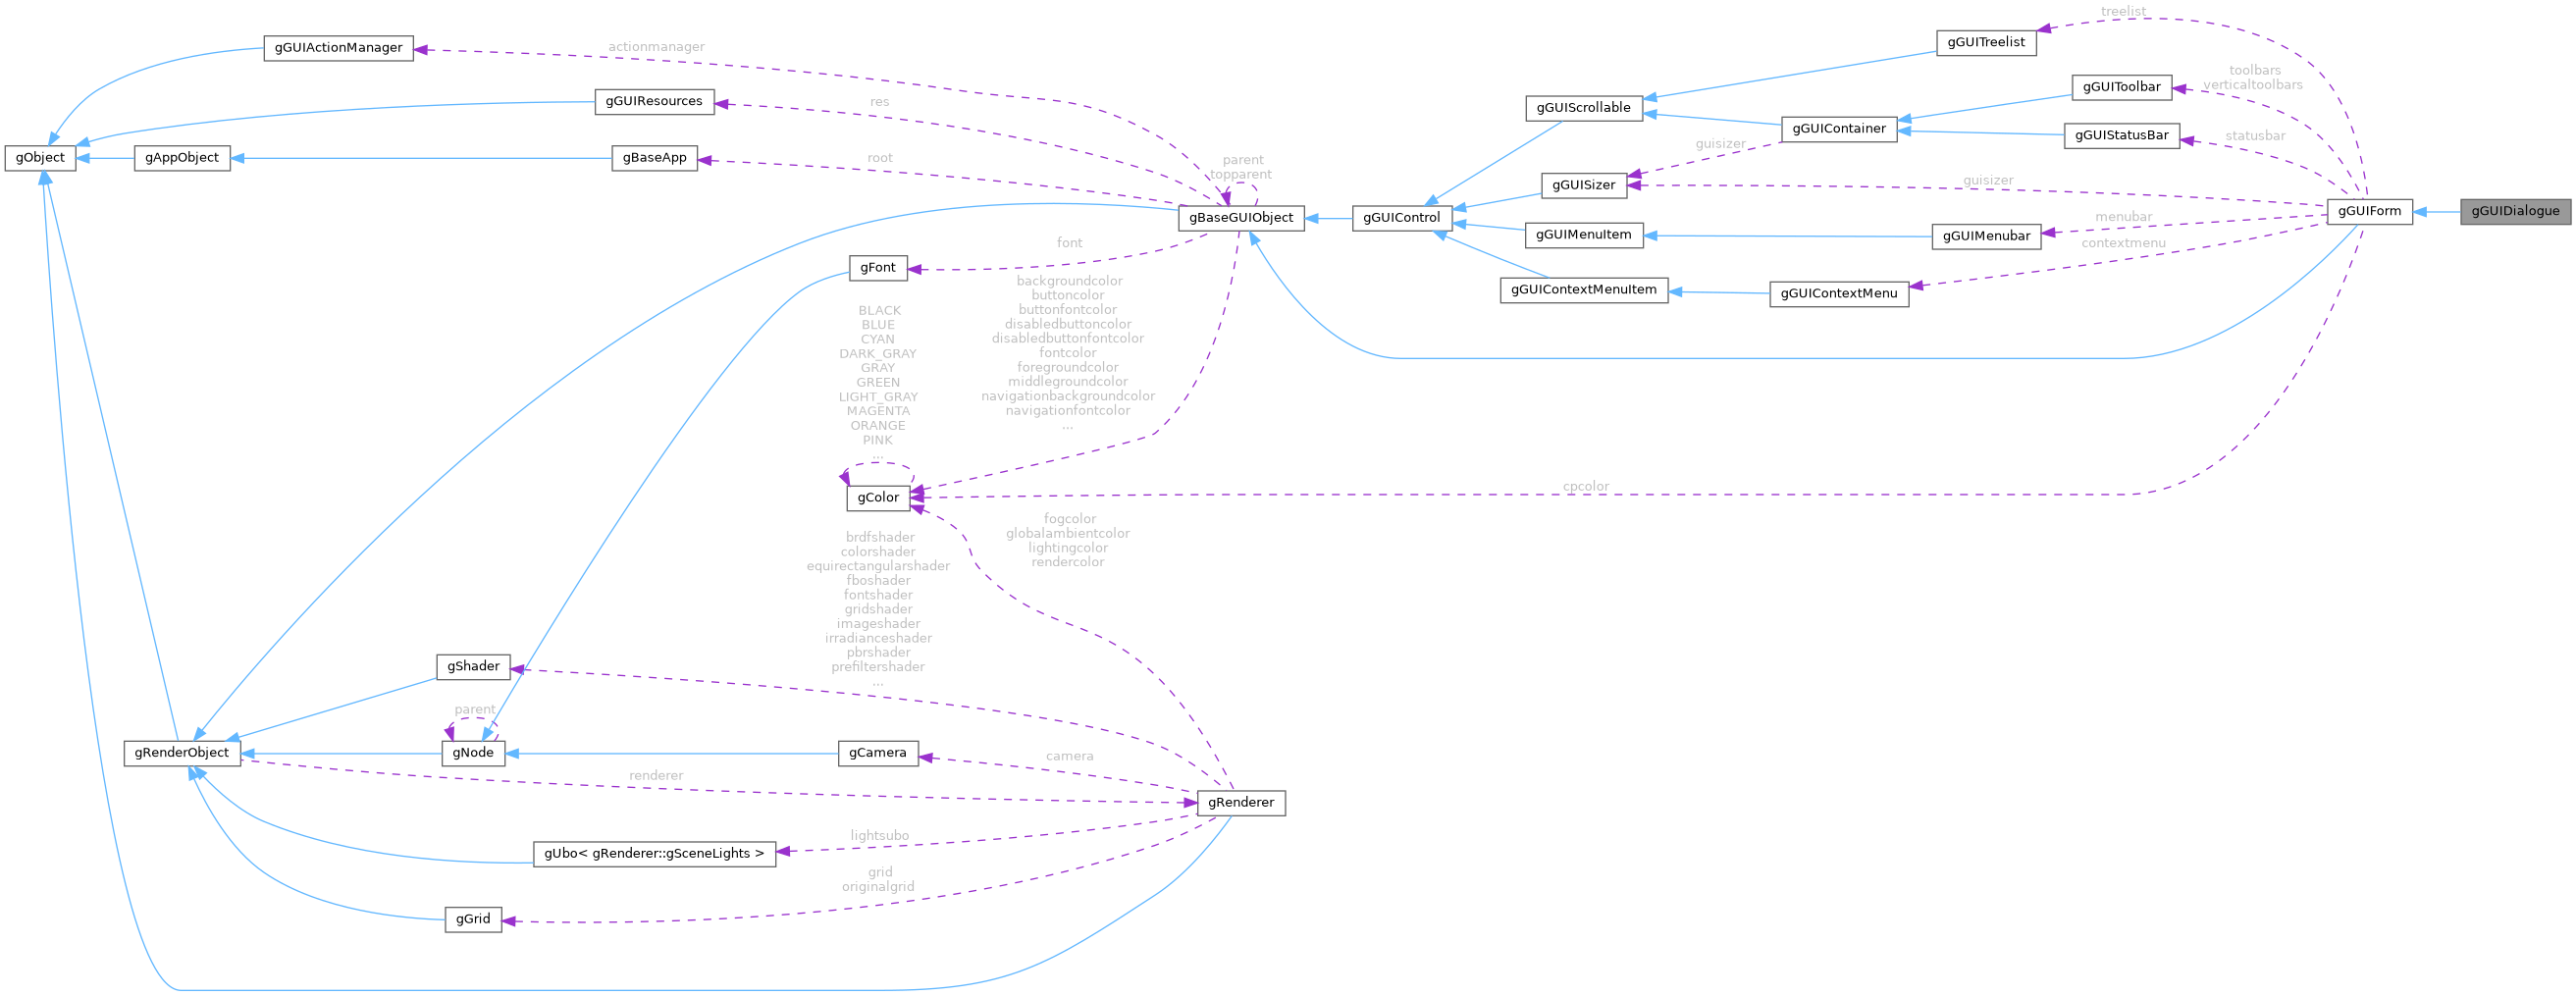 treelist
gGUITreelist
gGUIActionManager
actionmanager
toolbars
verticaltoolbars
gGUIToolbar
gGUIResources
res
gGUIScrollable
gGUIContainer
gGUIStatusBar
statusbar
gObject
gAppObject
gBaseApp
root
parent
topparent
guisizer
gGUISizer
guisizer
gBaseGUIObject
gGUIControl
gGUIForm
gGUIDialogue
menubar
gGUIMenuItem
gGUIMenubar
contextmenu
font
gFont
gGUIContextMenuItem
gGUIContextMenu
backgroundcolor
buttoncolor
buttonfontcolor
disabledbuttoncolor
disabledbuttonfontcolor
fontcolor
foregroundcolor
middlegroundcolor
navigationbackgroundcolor
navigationfontcolor
...
BLACK
BLUE
CYAN
DARK_GRAY
GRAY
GREEN
LIGHT_GRAY
MAGENTA
ORANGE
PINK
...
gColor
cpcolor
fogcolor
globalambientcolor
lightingcolor
rendercolor
brdfshader
colorshader
equirectangularshader
fboshader
fontshader
gridshader
imageshader
irradianceshader
pbrshader
prefiltershader
...
gShader
parent
gRenderObject
gNode
gCamera
camera
renderer
gRenderer
lightsubo
gUbo< gRenderer::gSceneLights >
grid
originalgrid
gGrid